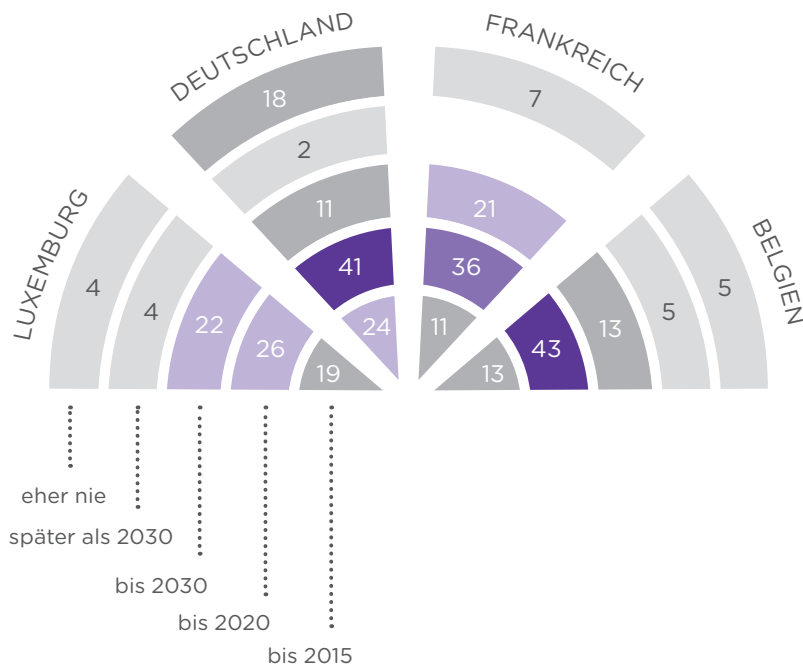 DEUTSCHLAND
18
2
11
41
24
FRANKREICH
7
21
36
11
LUXEMBURG
4
4
22
26
19
BELGIEN
5
5
13
43
13
eher nie
später als 2030
bis 2030
bis 2020
bis 2015